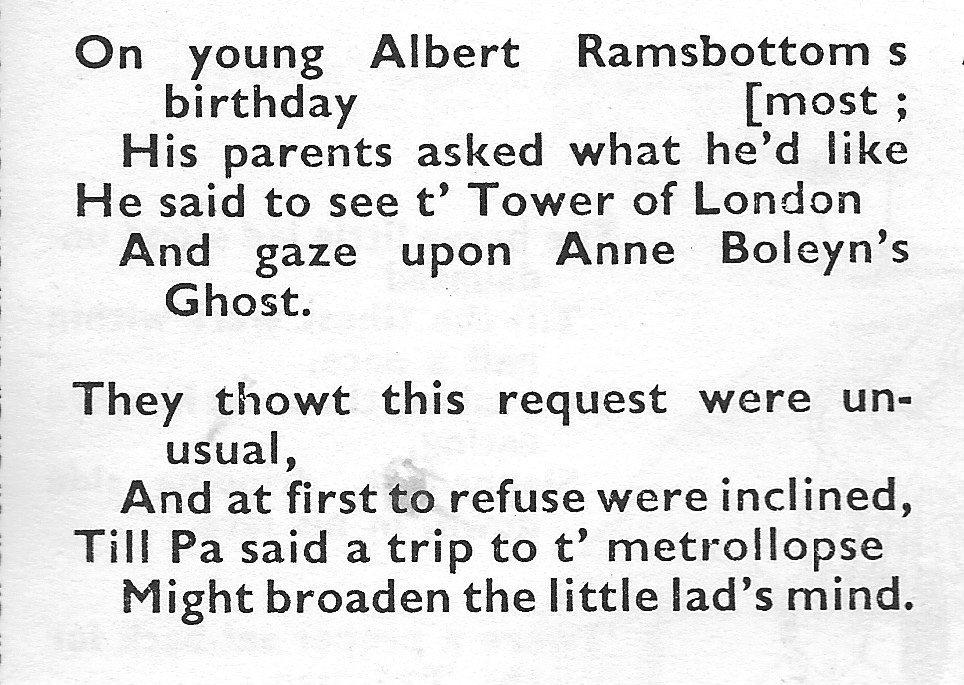 On young Albert Ramsbottom s
birthday [most ;
His parents asked what he'd like
He said to see t' Tower of London
And gaze upon Anne Boleyn's
Ghost.
They thowt this request were un-
usual,
And at first to refuse were inclined,
Till Pa said a trip to t' metrollopse
Might broaden the little lad's mind.